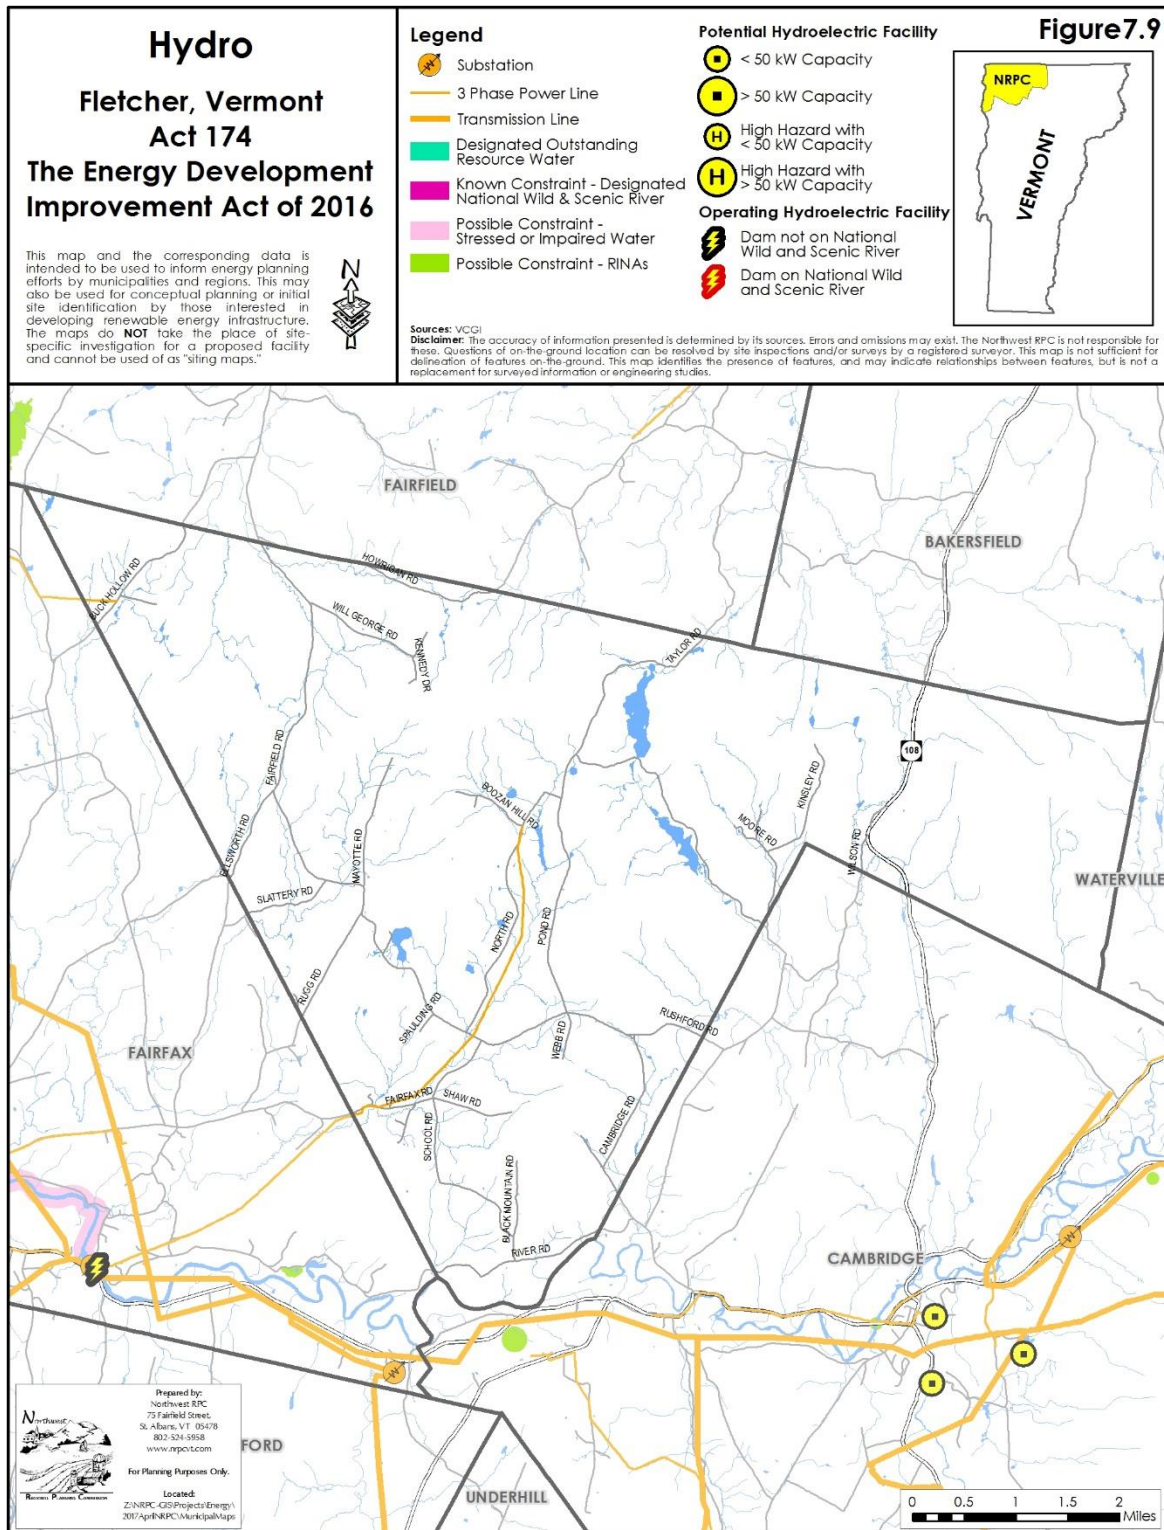 Hydro
Fletcher, Vermont
Act 174
The Energy Development
Improvement Act of 2016
This map and the corresponding data is
intended to be used to inform energy planning
efforts by municipalities and regions. This may
also be used for conceptual planning or initial
site identification by those interested in
developing renewable energy infrastructure.
The maps do NOT take the place of site-
specific investigation for a proposed facility
and cannot be used of as "siting maps."
N
Legend
Substation
3 Phase Power Line
Transmission Line
Designated Outstanding
Resource Water
Known Constraint - Designated
National Wild & Scenic River
Possible Constraint -
Stressed or Impaired Water
Possible Constraint - RINAs
Potential Hydroelectric Facility
< 50 kW Capacity
> 50 kW Capacity
H
High Hazard with
< 50 kW Capacity
H
High Hazard with
> 50 kW Capacity
Operating Hydroelectric Facility
Dam not on National
Wild and Scenic River
Dam on National Wild
and Scenic River
Figure7.9
NRPC
VERMONT
Sources: VCGI
Disclaimer: The accuracy of information presented is determined by its sources. Errors and omissions may exist. The Northwest RPC is not responsible for
these. Questions of on-the-ground location can be resolved by site inspections and/or surveys by a registered surveyor. This map is not sufficient for
delineation of features on-the-ground. This map identifies the presence of features, and may indicate relationships between features, but is not a
replacement for surveyed information or engineering studies.
FAIRFIELD
BAKERSFIELD
HOWRIGAN RD
BUCK HOLLOW RD
WILL GEORGE RD
KENNEDY DR
TAYLOR RD
108
FAIRFIELD RD
KINSLEY RD
BOOZAN HILL RD
MOORE RD
WILSON RD
ELLSWORTH RD
MAYOTTE RD
WATERVILLE
SLATTERY RD
NORTH RD
POND RD
RUGG RD
SPAULDING RD
RUSHFORD RD
WEBB RD
FAIRFAX
FAIRFAX RD
SHAW RD
SCHOOL RD
CAMBRIDGE RD
BLACK MOUNTAIN RD
RIVER RD
CAMBRIDGE
FORD
UNDERHILL
Northwest
Regional Planning Commission
Prepared by:
Northwest RPC
75 Fairfield Street,
St. Albans, VT 05478
802-524-5958
www.nrpcvt.com
For Planning Purposes Only.
Located:
Z:\NRPC-GIS\Projects\Energy\
2017AprilNRPC\MunicipalMaps
0 0.5 1 1.5 2
Miles